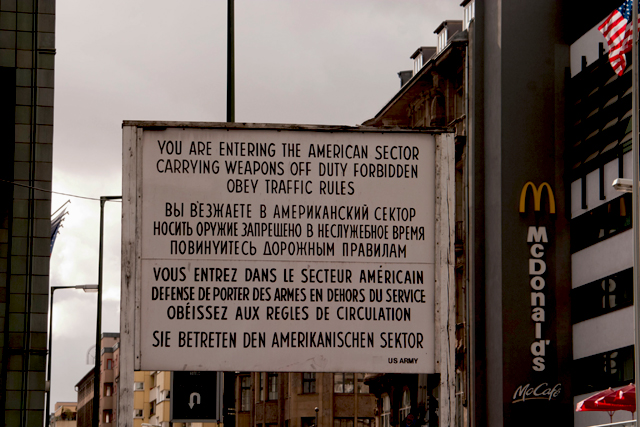 YOU ARE ENTERING THE AMERICAN SECTOR
CARRYING WEAPONS OFF DUTY FORBIDDEN
OBEY TRAFFIC RULES
ВЫ ВЪЕЗЖАЕТЕ В АМЕРИКАНСКИЙ СЕКТОР
НОСИТЬ ОРУЖИЕ ЗАПРЕЩЕНО В НЕСЛУЖЕБНОЕ ВРЕМЯ
ПОВИНУЙТЕСЬ ДОРОЖНЫМ ПРАВИЛАМ
VOUS ENTREZ DANS LE SECTEUR AMÉRICAIN
DEFENSE DE PORTER DES ARMES EN DEHORS DU SERVICE
OBÉISSEZ AUX REGLES DE CIRCULATION
SIE BETRETEN DEN AMERIKANISCHEN SEKTOR
US ARMY
McDonald's
McCafé